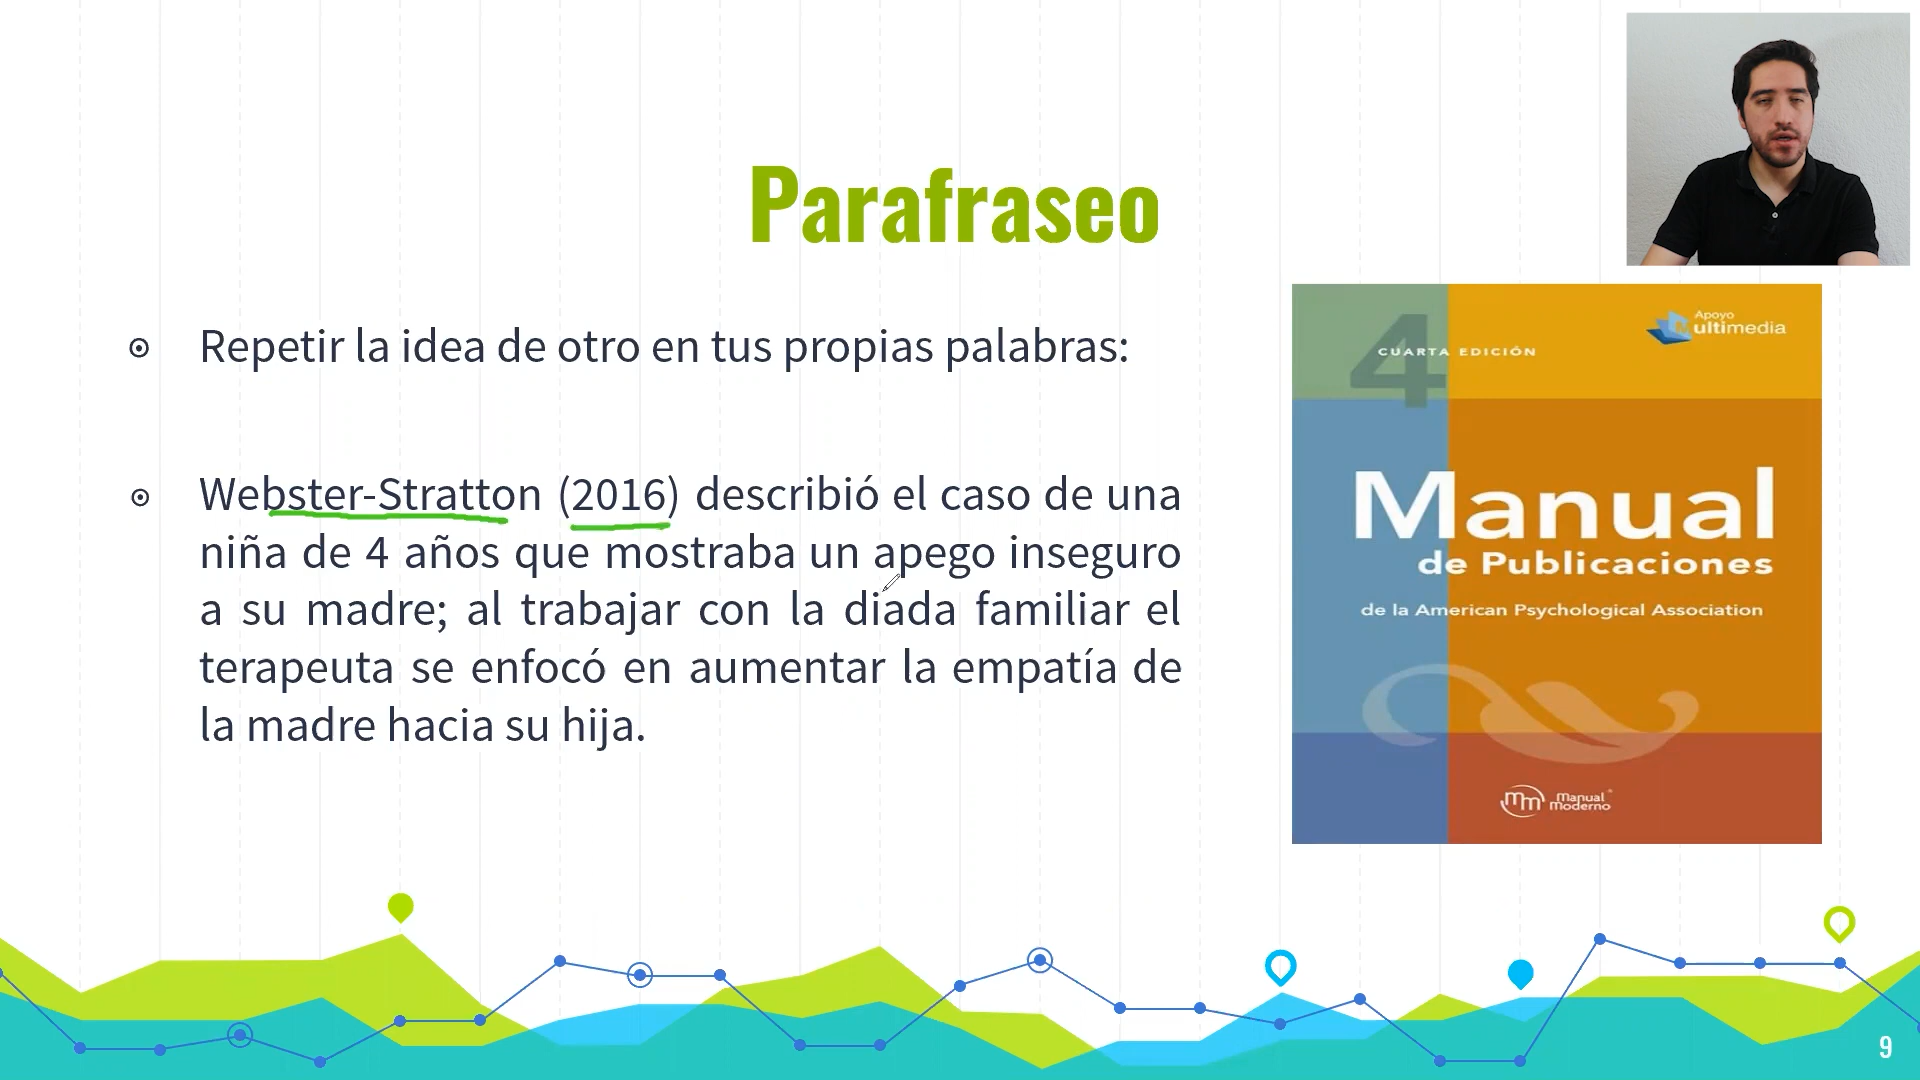 Parafraseo
Repetir la idea de otro en tus propias palabras:
Webster-Stratton (2016) describió el caso de una
niña de 4 años que mostraba un apego inseguro
a su madre; al trabajar con la diada familiar el
terapeuta se enfocó en aumentar la empatía de
la madre hacia su hija.
4
CUARTA EDICIÓN
Apoyo
Multimedia
Manual
de Publicaciones
de la American Psychological Association
mm Manual
Moderno
9